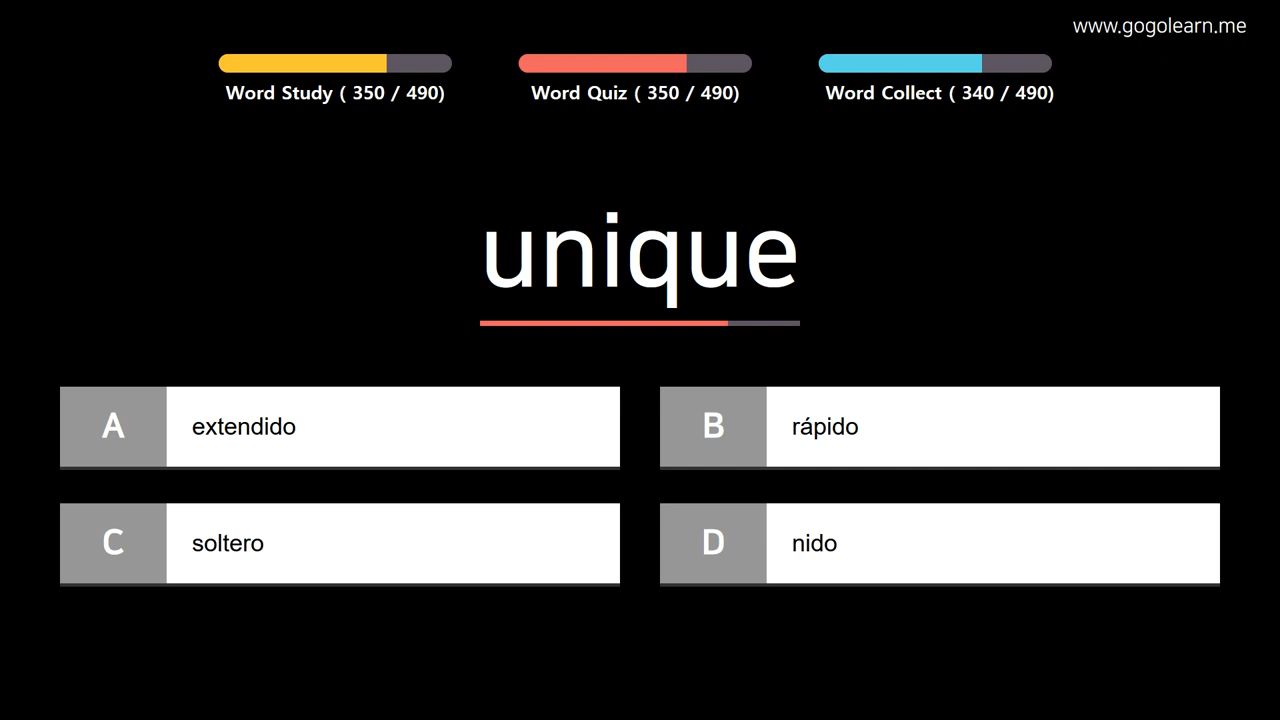 www.gogolearn.me
Word Study ( 350 / 490)
Word Quiz ( 350 / 490)
Word Collect ( 340 / 490)
unique
A
extendido
B
rápido
C
soltero
D
nido